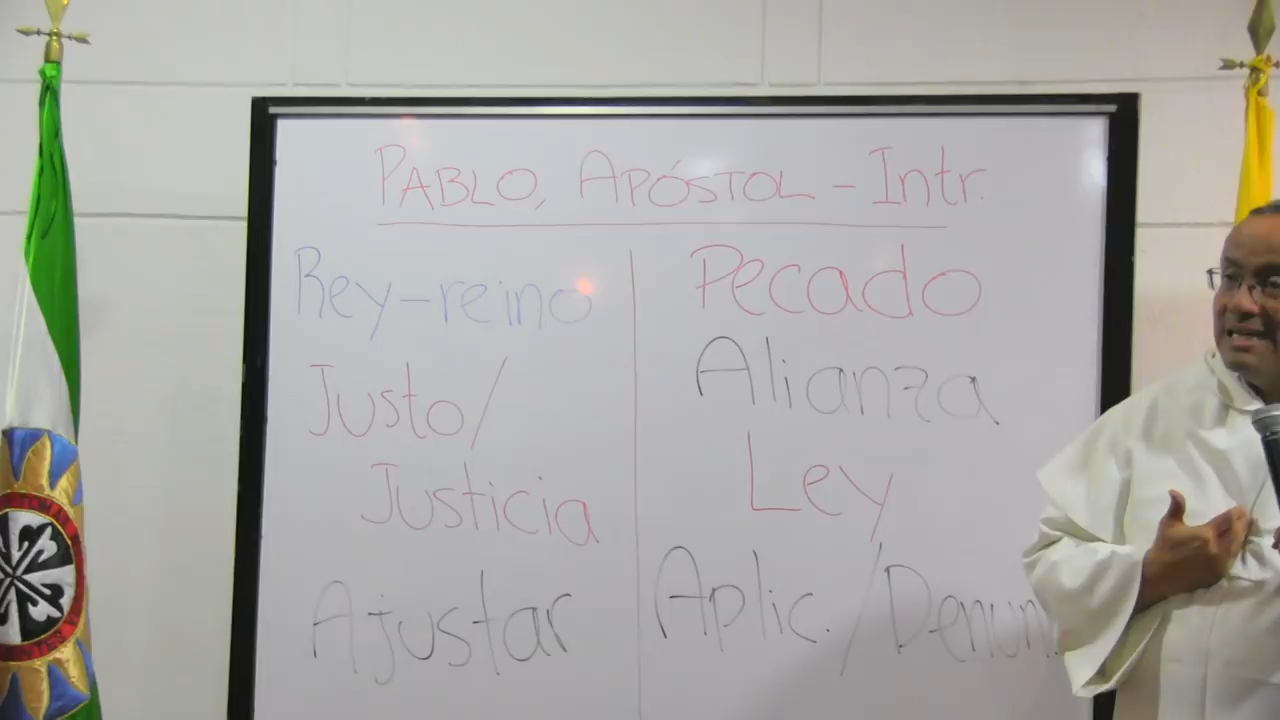 PABLO, APÓSTOL - Intr.
Rey-reino
Justo/
Justicia
Ajustar
Pecado
Alianza
Ley
Aplic./Denun.